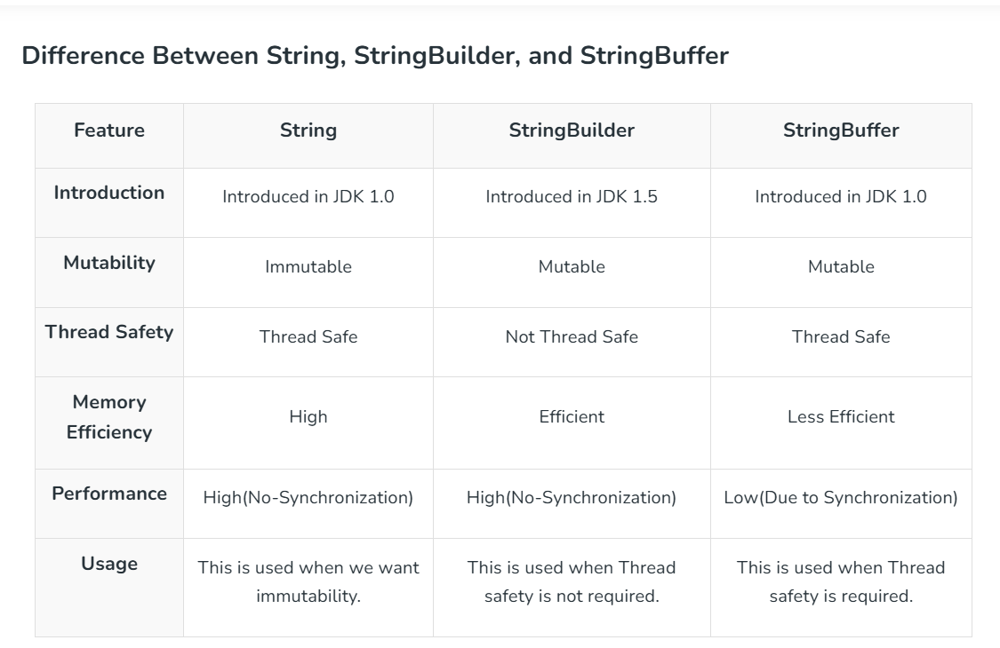 Difference Between String, StringBuilder, and StringBuffer
Feature String StringBuilder StringBuffer
Introduction Introduced in JDK 1.0 Introduced in JDK 1.5 Introduced in JDK 1.0
Mutability Immutable Mutable Mutable
Thread Safety Thread Safe Not Thread Safe Thread Safe
Memory
Efficiency High Efficient Less Efficient
Performance High(No-Synchronization) High(No-Synchronization) Low(Due to Synchronization)
Usage This is used when we want This is used when Thread This is used when Thread
immutability. safety is not required. safety is required.